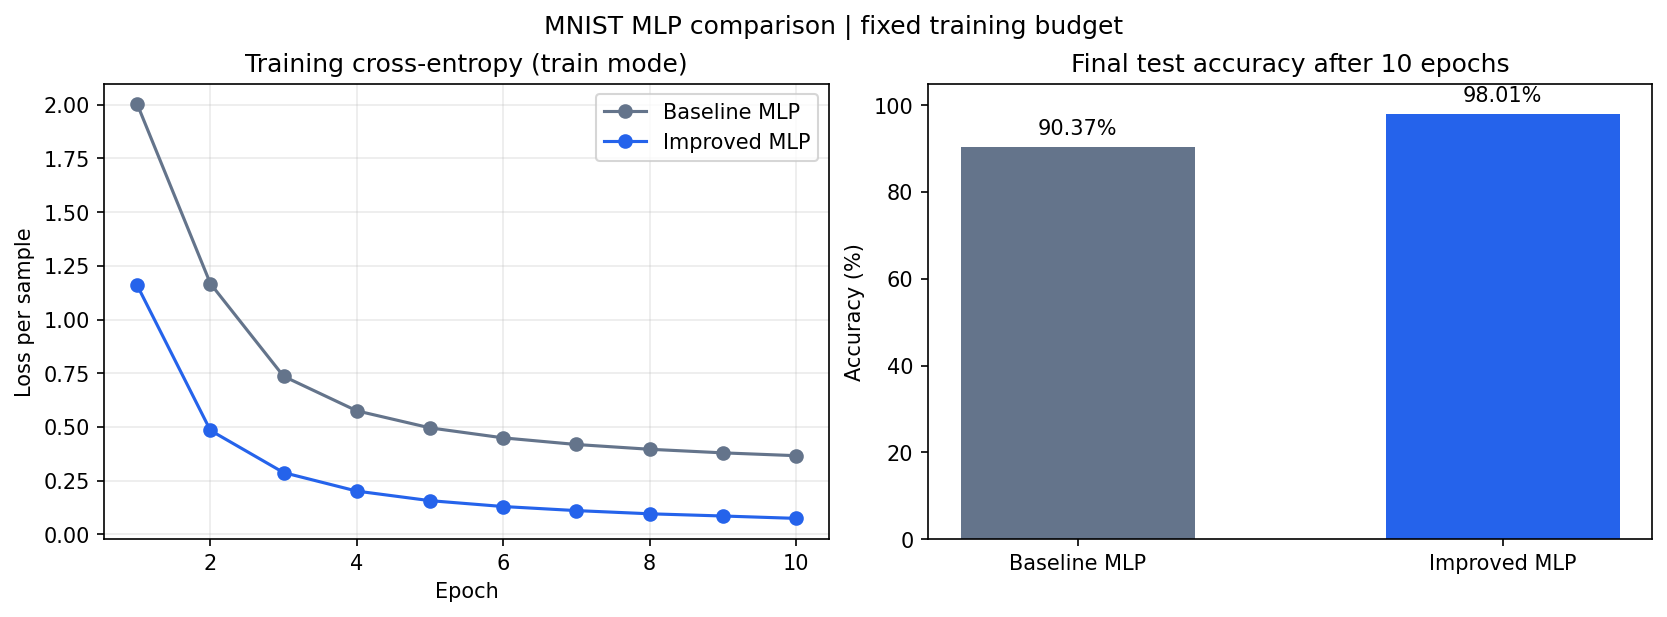 MNIST MLP comparison | fixed training budget
Training cross-entropy (train mode)
Loss per sample
2.00
1.75
1.50
1.25
1.00
0.75
0.50
0.25
0.00
Baseline MLP
Improved MLP
2 4 6 8 10
Epoch
Final test accuracy after 10 epochs
Accuracy (%)
100
80
60
40
20
0
90.37%
98.01%
Baseline MLP Improved MLP